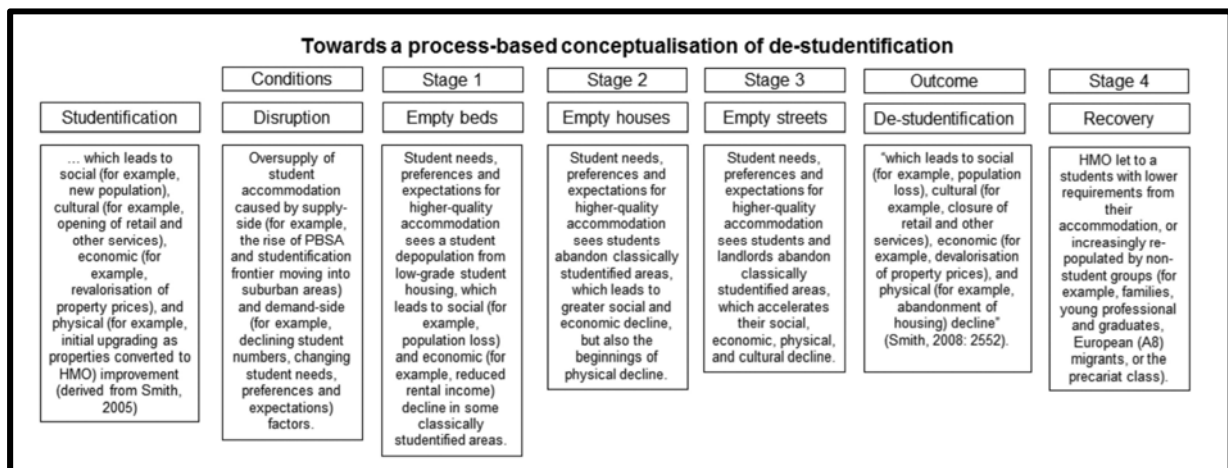 Towards a process-based conceptualisation of de-studentification
Conditions
Stage 1
Stage 2
Stage 3
Outcome
Stage 4
Studentification
Disruption
Empty beds
Empty houses
Empty streets
De-studentification
Recovery
... which leads to
social (for example,
new population),
cultural (for example,
opening of retail and
other services),
economic (for
example,
revalorisation of
property prices), and
physical (for example,
initial upgrading as
properties converted to
HMO) improvement
(derived from Smith,
2005)
Oversupply of
student
accommodation
caused by supply-
side (for example,
the rise of PBSA
and studentification
frontier moving into
suburban areas)
and demand-side
(for example,
declining student
numbers, changing
student needs,
preferences and
expectations)
factors.
Student needs,
preferences and
expectations for
higher-quality
accommodation
sees a student
depopulation from
low-grade student
housing, which
leads to social (for
example,
population loss)
and economic (for
example, reduced
rental income)
decline in some
classically
studentified areas.
Student needs,
preferences and
expectations for
higher-quality
accommodation
sees students
abandon classically
studentified areas,
which leads to
greater social and
economic decline,
but also the
beginnings of
physical decline.
Student needs,
preferences and
expectations for
higher-quality
accommodation
sees students and
landlords abandon
classically
studentified areas,
which accelerates
their social,
economic, physical,
and cultural decline.
"which leads to social
(for example,
population loss),
cultural (for example,
closure of retail and
other services),
economic (for
example, devalorisation
of property prices), and
physical (for example,
abandonment of
housing) decline"
(Smith, 2008: 2552).
HMO let to a
students with lower
requirements from
their
accommodation, or
increasingly re-
populated by non-
student groups (for
example, families,
young professional
and graduates,
European (A8)
migrants, or the
precariat class).